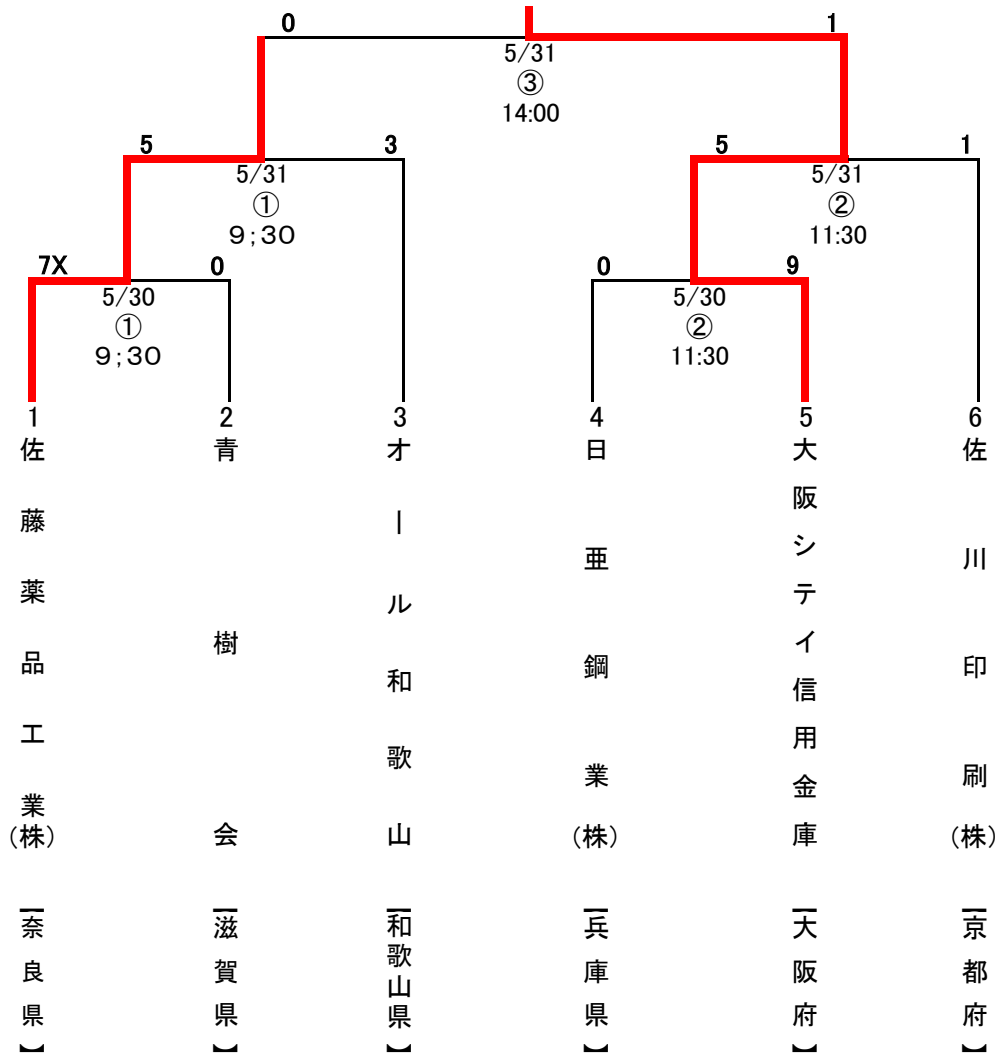 0 1
5/31
③
14:00
5 3 5 1
5/31 5/31
① ②
9;30 11:30
7X 0 0 9
5/30 5/30
① ②
9;30 11:30
1 2 3 4 5 6
佐藤薬品工業(株)【奈良県】
青樹会【滋賀県】
オール和歌山【和歌山県】
日亜鋼業(株)【兵庫県】
大阪シテイ信用金庫【大阪府】
佐川印刷(株)【京都府】